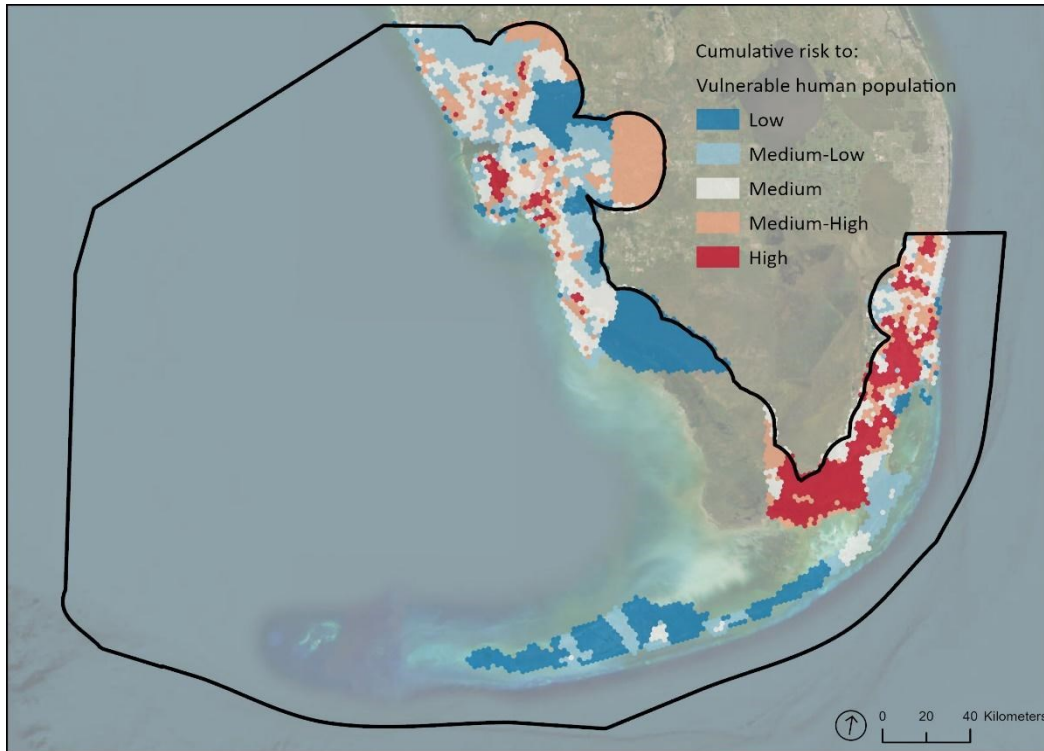 Cumulative risk to:
Vulnerable human population
Low
Medium-Low
Medium
Medium-High
High
0 20 40 Kilometers